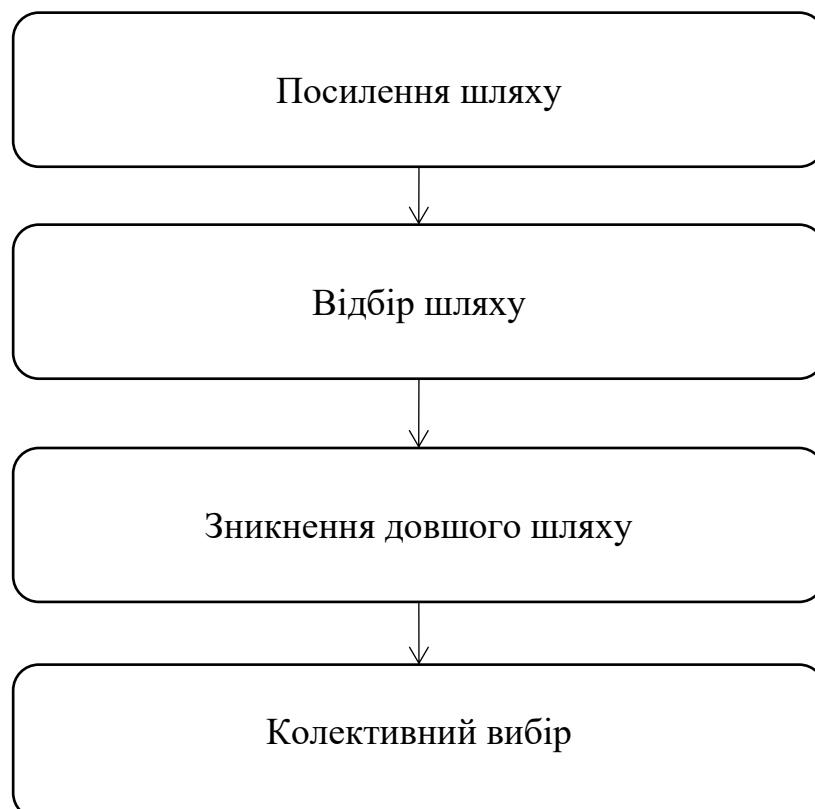 Посилення шляху
Відбір шляху
Зникнення довшого шляху
Колективний вибір